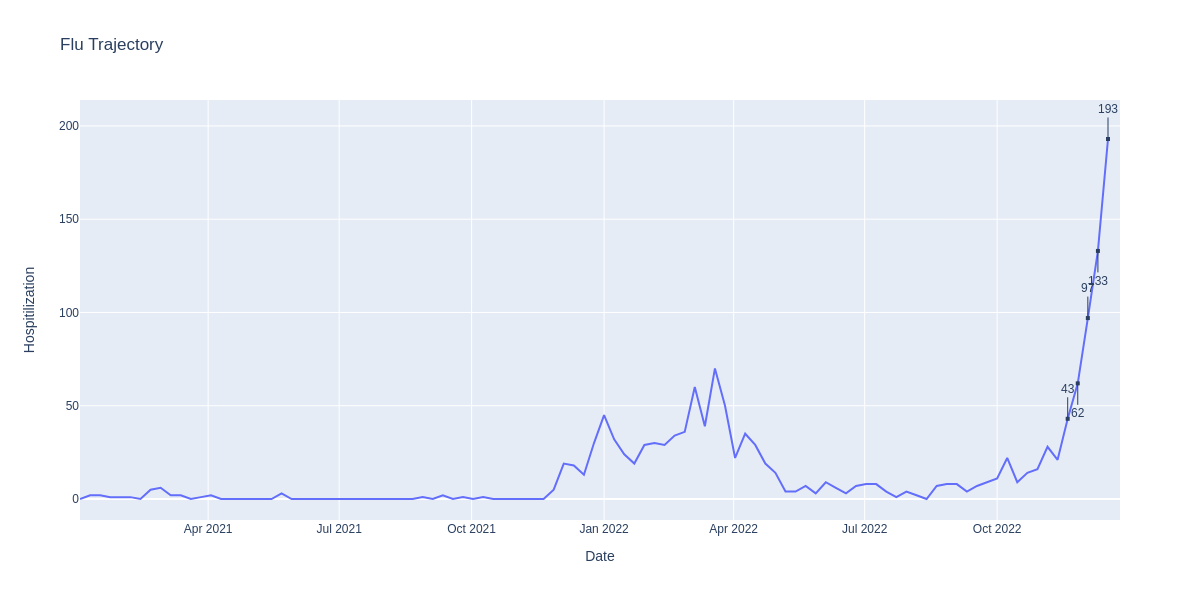 Flu Trajectory
193
200
150
133
97
100
43
62
50
0
Hospitilization
Apr 2021
Jul 2021
Oct 2021
Jan 2022
Apr 2022
Jul 2022
Oct 2022
Date